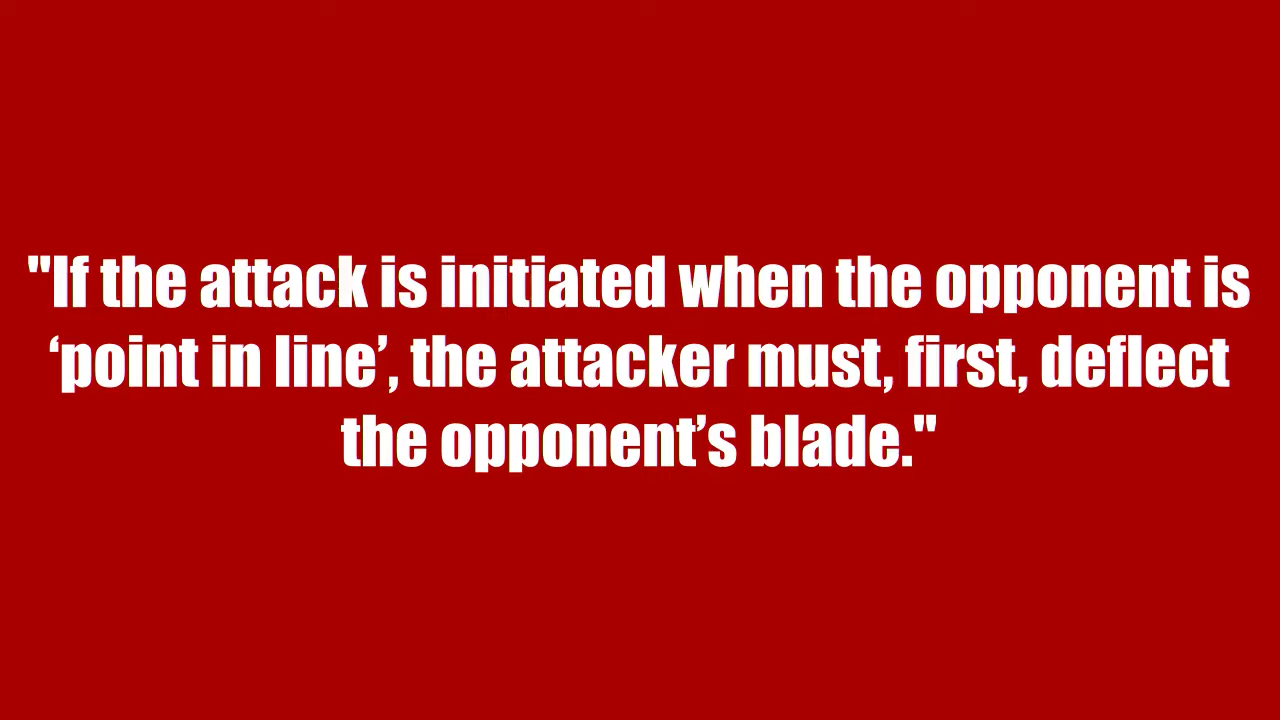 "If the attack is initiated when the opponent is
‘point in line’, the attacker must, first, deflect
the opponent’s blade."